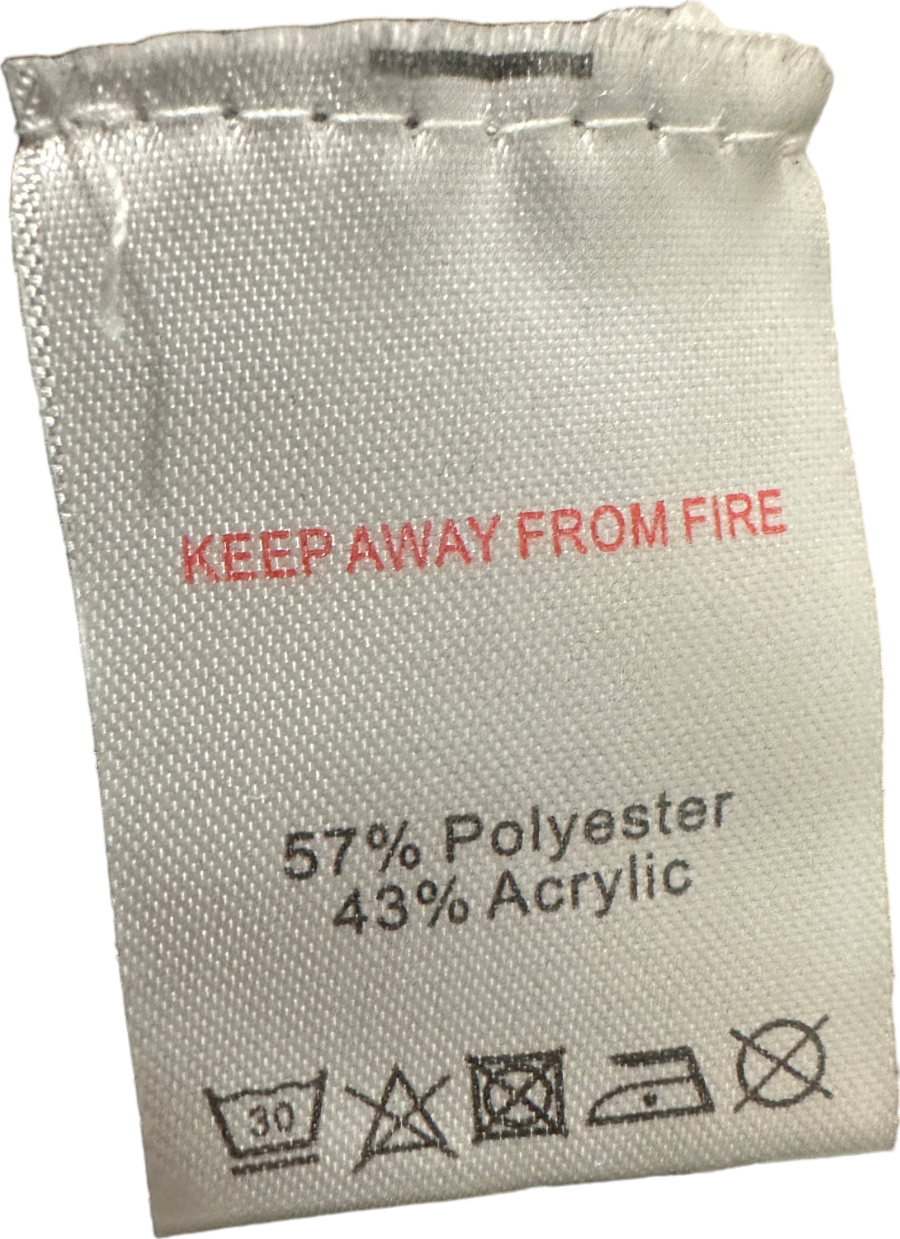 KEEP AWAY FROM FIRE
57% Polyester
43% Acrylic
30